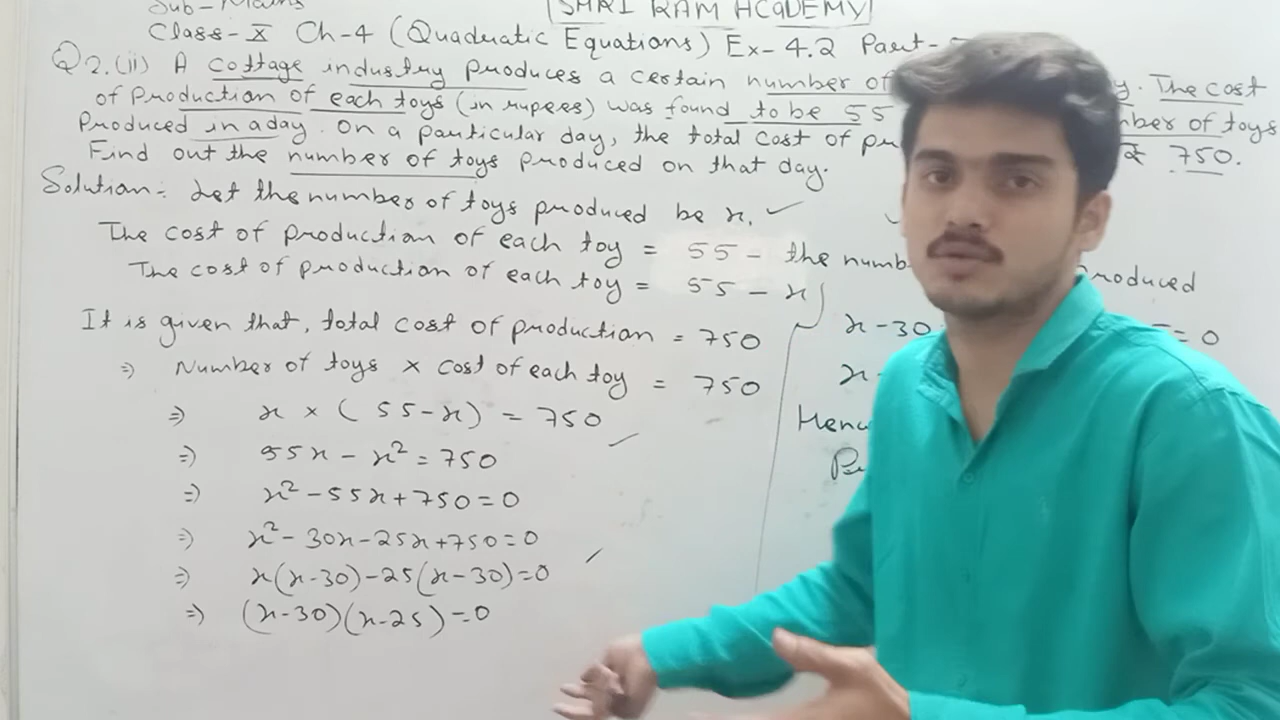 Sub - Maths
SHRI RAM ACADEMY
Class - X Ch-4 (Quadratic Equations) Ex- 4.2 Part-
Q2.(ii) A cottage industry produces a certain number of y. The cost
of Production of each toys (in rupees) was found to be 55 mber of toys
Produced in a day. On a particular day, the total cost of pr ₹ 750.
Find out the number of toys produced on that day.
Solution:- Let the number of toys produced be x. ✓
The cost of production of each toy = 55 - the numb produced
The cost of production of each toy = 55 - x
It is given that, total cost of production = 750
⇒ Number of toys × cost of each toy = 750
⇒ x × (55-x) = 750
⇒ 55x - x² = 750
⇒ x² - 55x + 750 = 0
⇒ x² - 30x - 25x + 750 = 0
⇒ x(x-30) - 25(x-30) = 0
⇒ (x-30)(x-25) = 0
x - 30 = 0
x -
Henc